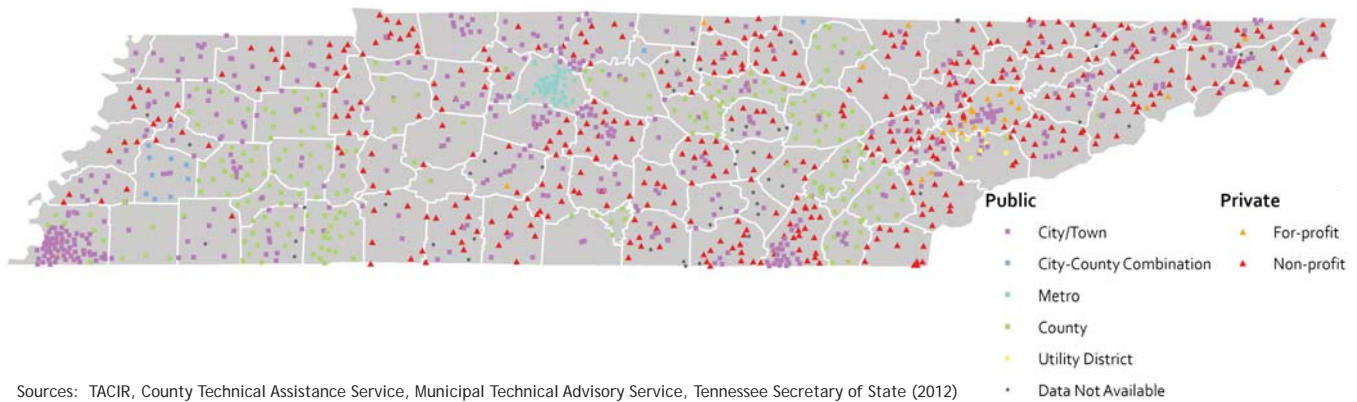 Public
Private
City/Town
For-profit
City-County Combination
Non-profit
Metro
County
Utility District
Data Not Available
Sources: TACIR, County Technical Assistance Service, Municipal Technical Advisory Service, Tennessee Secretary of State (2012)